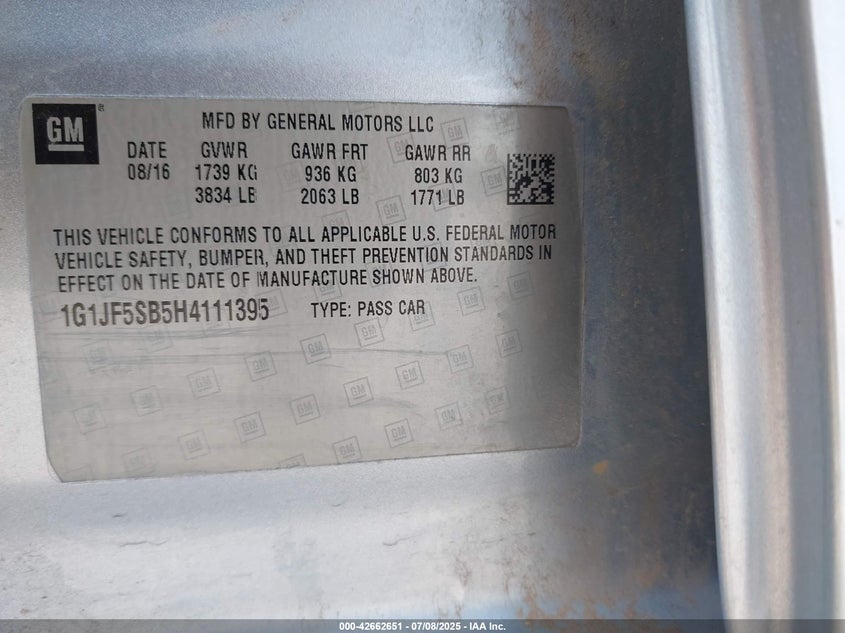 GM
®
MFD BY GENERAL MOTORS LLC
DATE GVWR GAWR FRT GAWR RR
08/16 1739 KG 936 KG 803 KG
3834 LB 2063 LB 1771 LB
THIS VEHICLE CONFORMS TO ALL APPLICABLE U.S. FEDERAL MOTOR
VEHICLE SAFETY, BUMPER, AND THEFT PREVENTION STANDARDS IN
EFFECT ON THE DATE OF MANUFACTURE SHOWN ABOVE.
1G1JF5SB5H4111395 TYPE: PASS CAR
000-42662651 - 07/08/2025 - IAA Inc.